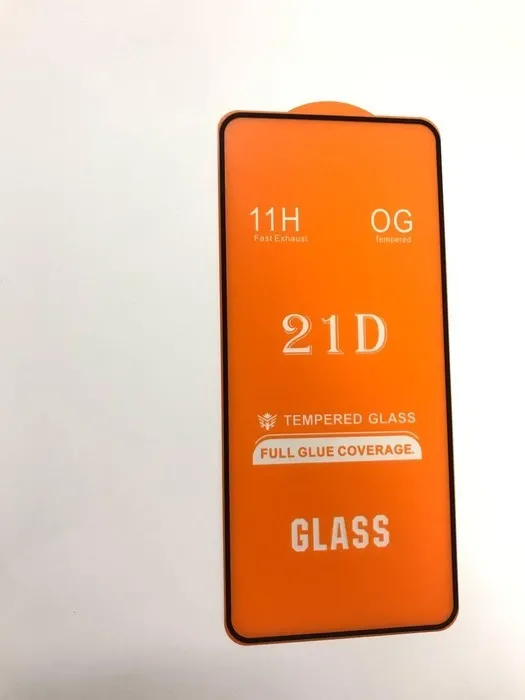 11H OG
Fast Exhaust Tempered
21D
TEMPERED GLASS
FULL GLUE COVERAGE.
GLASS